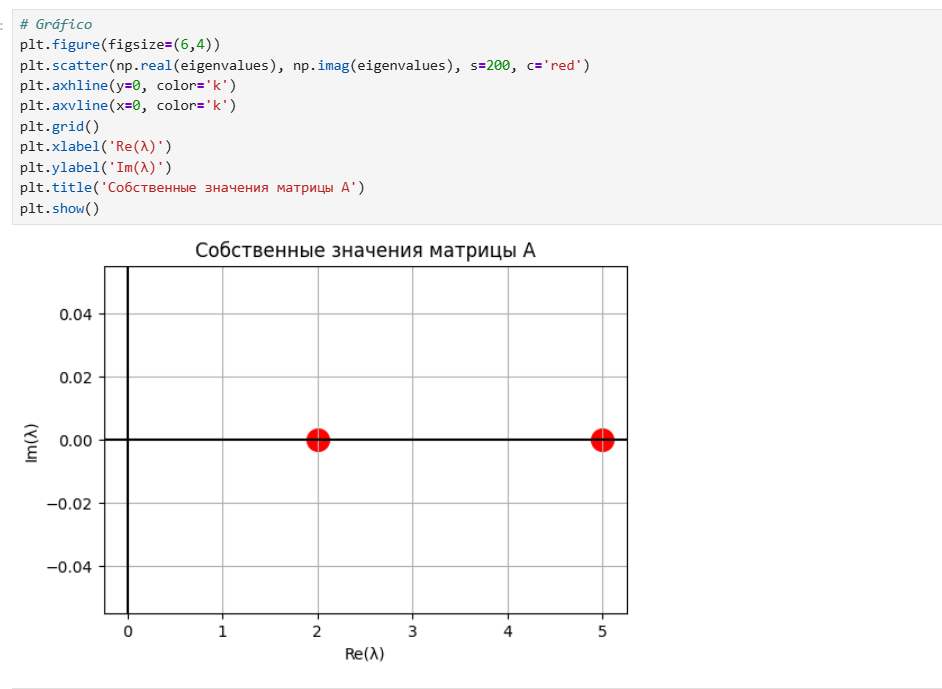 # Gráfico
plt.figure(figsize=(6,4))
plt.scatter(np.real(eigenvalues), np.imag(eigenvalues), s=200, c='red')
plt.axhline(y=0, color='k')
plt.axvline(x=0, color='k')
plt.grid()
plt.xlabel('Re(λ)')
plt.ylabel('Im(λ)')
plt.title('Собственные значения матрицы A')
plt.show()
Собственные значения матрицы A
0.04
0.02
0.00
−0.02
−0.04
Im(λ)
0 1 2 3 4 5
Re(λ)